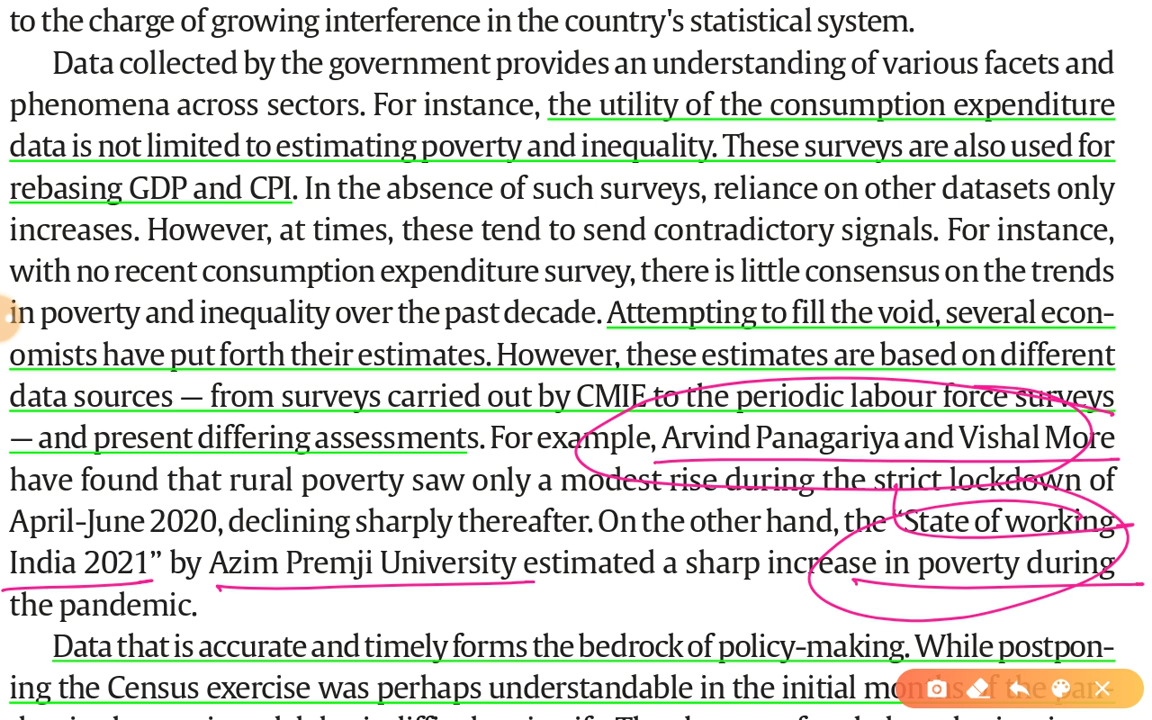 to the charge of growing interference in the country's statistical system.
Data collected by the government provides an understanding of various facets and
phenomena across sectors. For instance, the utility of the consumption expenditure
data is not limited to estimating poverty and inequality. These surveys are also used for
rebasing GDP and CPI. In the absence of such surveys, reliance on other datasets only
increases. However, at times, these tend to send contradictory signals. For instance,
with no recent consumption expenditure survey, there is little consensus on the trends
in poverty and inequality over the past decade. Attempting to fill the void, several econ-
omists have put forth their estimates. However, these estimates are based on different
data sources — from surveys carried out by CMIE to the periodic labour force surveys
— and present differing assessments. For example, Arvind Panagariya and Vishal More
have found that rural poverty saw only a modest rise during the strict lockdown of
April-June 2020, declining sharply thereafter. On the other hand, the “State of working
India 2021” by Azim Premji University estimated a sharp increase in poverty during
the pandemic.
Data that is accurate and timely forms the bedrock of policy-making. While postpon-
ing the Census exercise was perhaps understandable in the initial months of the pan-